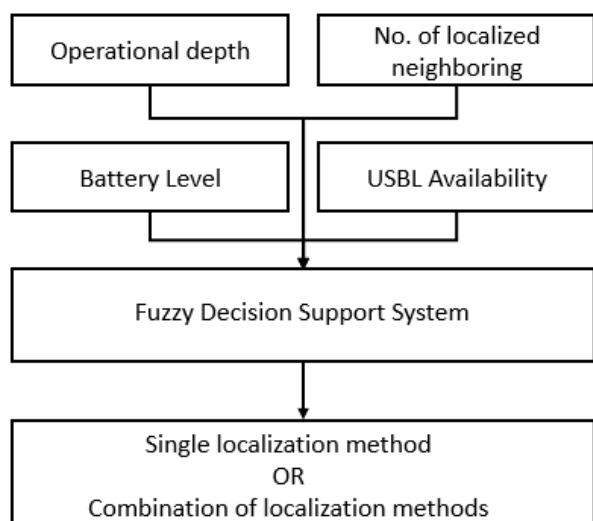 Operational depth
No. of localized
neighboring
Battery Level
USBL Availability
Fuzzy Decision Support System
Single localization method
OR
Combination of localization methods